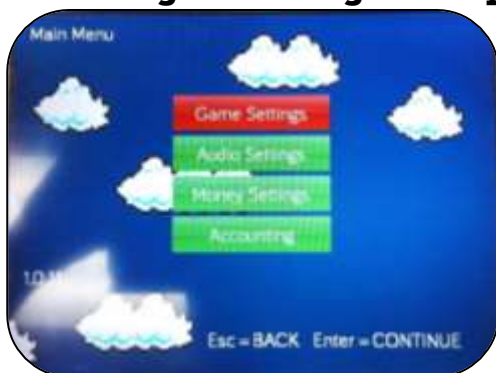 Main Menu
Game Settings
Audio Settings
Money Settings
Accounting
Esc = BACK Enter = CONTINUE